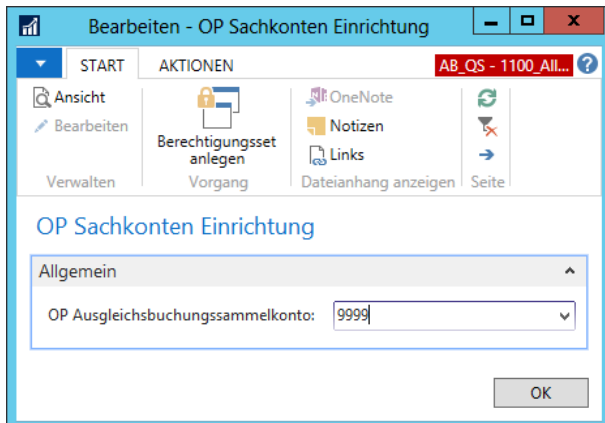 Bearbeiten - OP Sachkonten Einrichtung
START AKTIONEN AB_QS - 1100_All...
Ansicht
Bearbeiten
Verwalten
Berechtigungsset
anlegen
Vorgang
OneNote
Notizen
Links
Dateianhang anzeigen
Seite
OP Sachkonten Einrichtung
Allgemein
OP Ausgleichsbuchungssammelkonto: 9999
OK